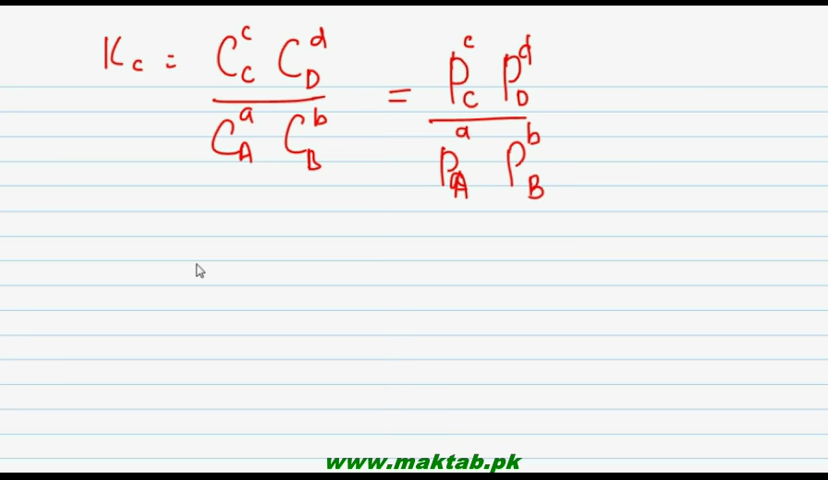 Kc = C_C^c C_D^d / C_A^a C_B^b = P_C^c P_D^d / P_A^a P_B^b
www.maktab.pk